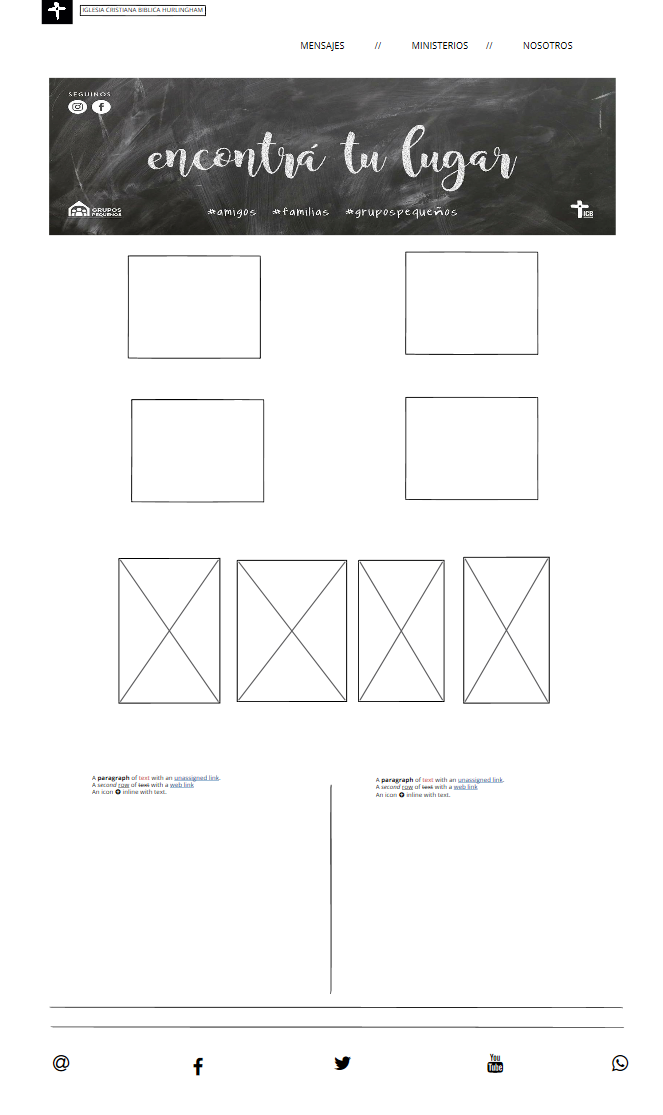 IGLESIA CRISTIANA BIBLICA HURLINGHAM
MENSAJES // MINISTERIOS // NOSOTROS
SEGUINOS
encontrá tu lugar
GRUPOS
PEQUEÑOS
#amigos #familias #grupospequeños
ICB
A paragraph of text with an unassigned link.
A second row of text with a web link
An icon inline with text.
A paragraph of text with an unassigned link.
A second row of text with a web link
An icon inline with text.
@
You
Tube